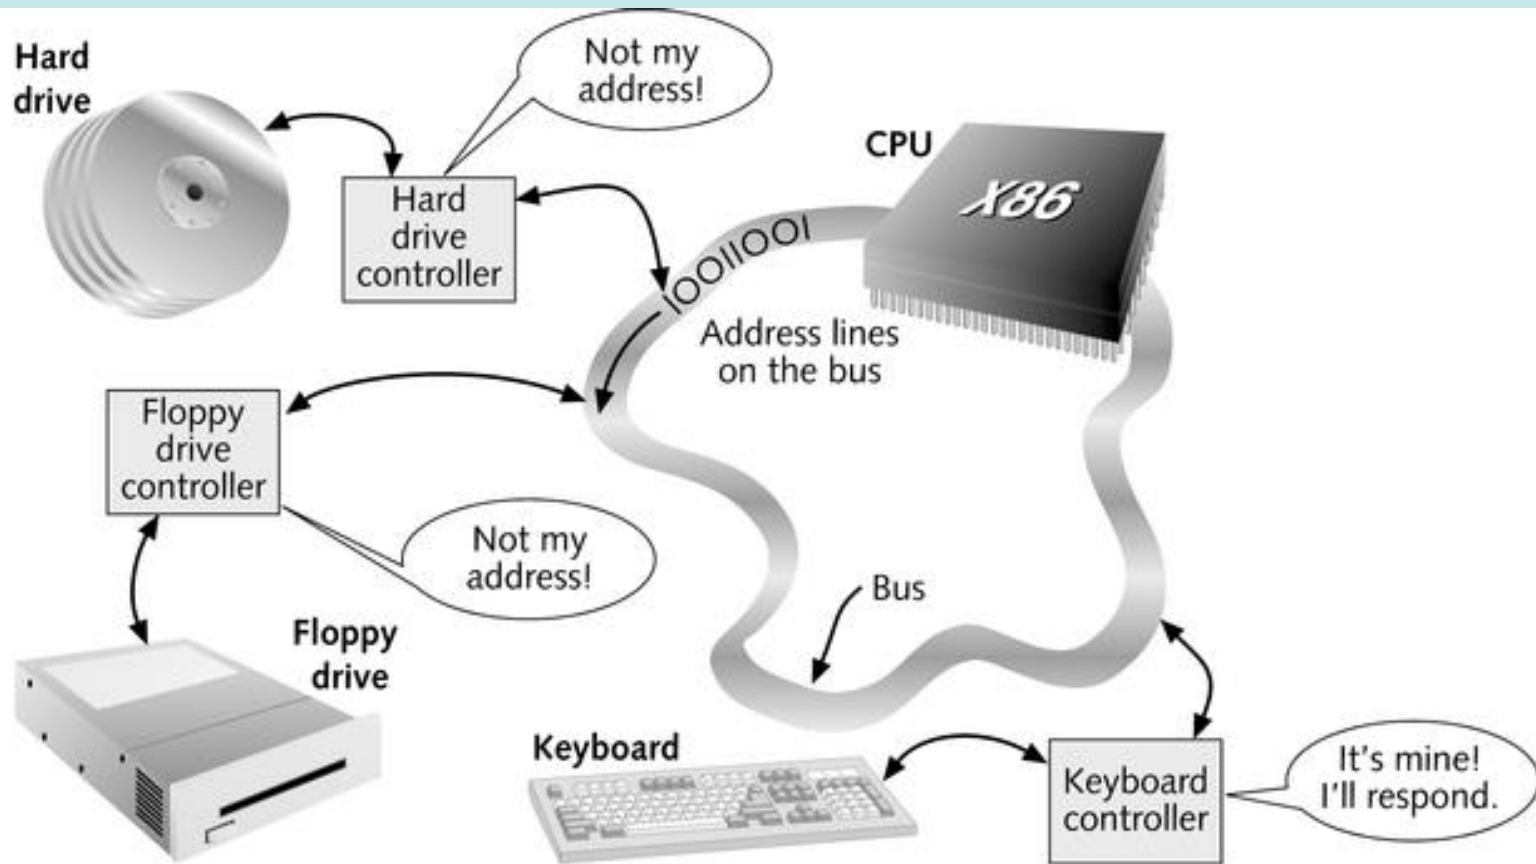 Hard
drive
Not my
address!
Hard
drive
controller
CPU
X86
10011001
Address lines
on the bus
Floppy
drive
controller
Not my
address!
Bus
Floppy
drive
Keyboard
Keyboard
controller
It's mine!
I'll respond.